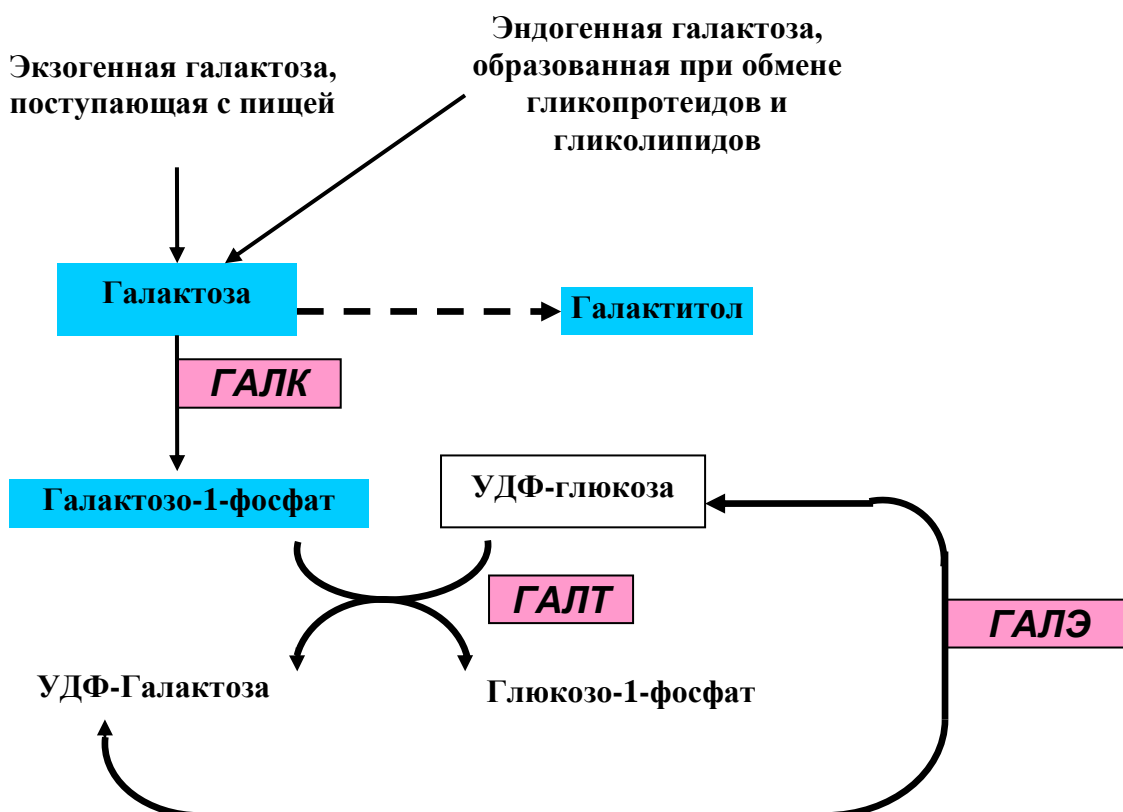 Экзогенная галактоза,
поступающая с пищей
Эндогенная галактоза,
образованная при обмене
гликопротеидов и
гликолипидов
Галактоза
Галактитол
ГАЛК
Галактозо-1-фосфат
УДФ-глюкоза
ГАЛТ
ГАЛЭ
УДФ-Галактоза
Глюкозо-1-фосфат